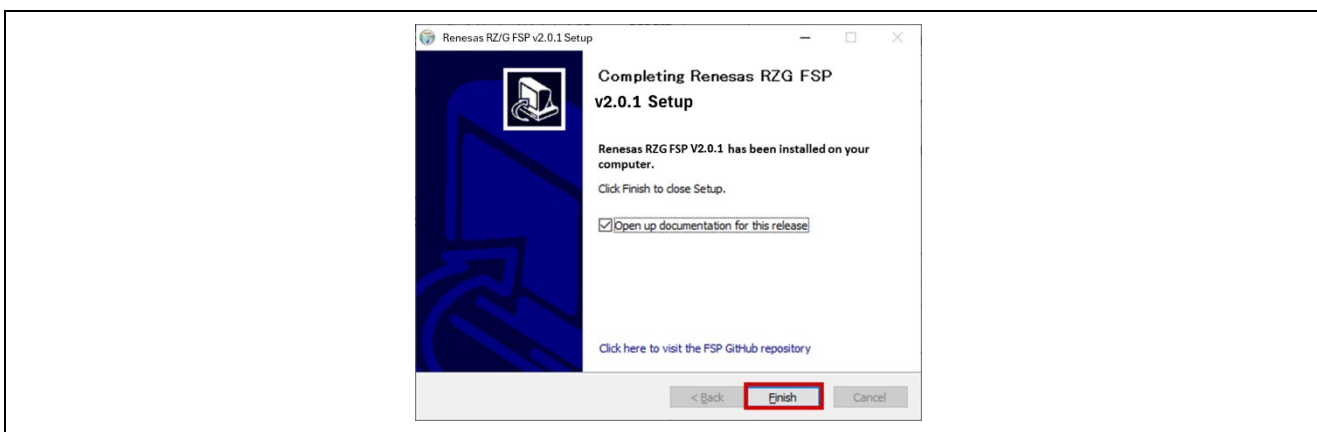 Renesas RZ/G FSP v2.0.1 Setup
Completing Renesas RZG FSP
v2.0.1 Setup
Renesas RZG FSP V2.0.1 has been installed on your
computer.
Click Finish to close Setup.
Open up documentation for this release
Click here to visit the FSP GitHub repository
< Back
Finish
Cancel